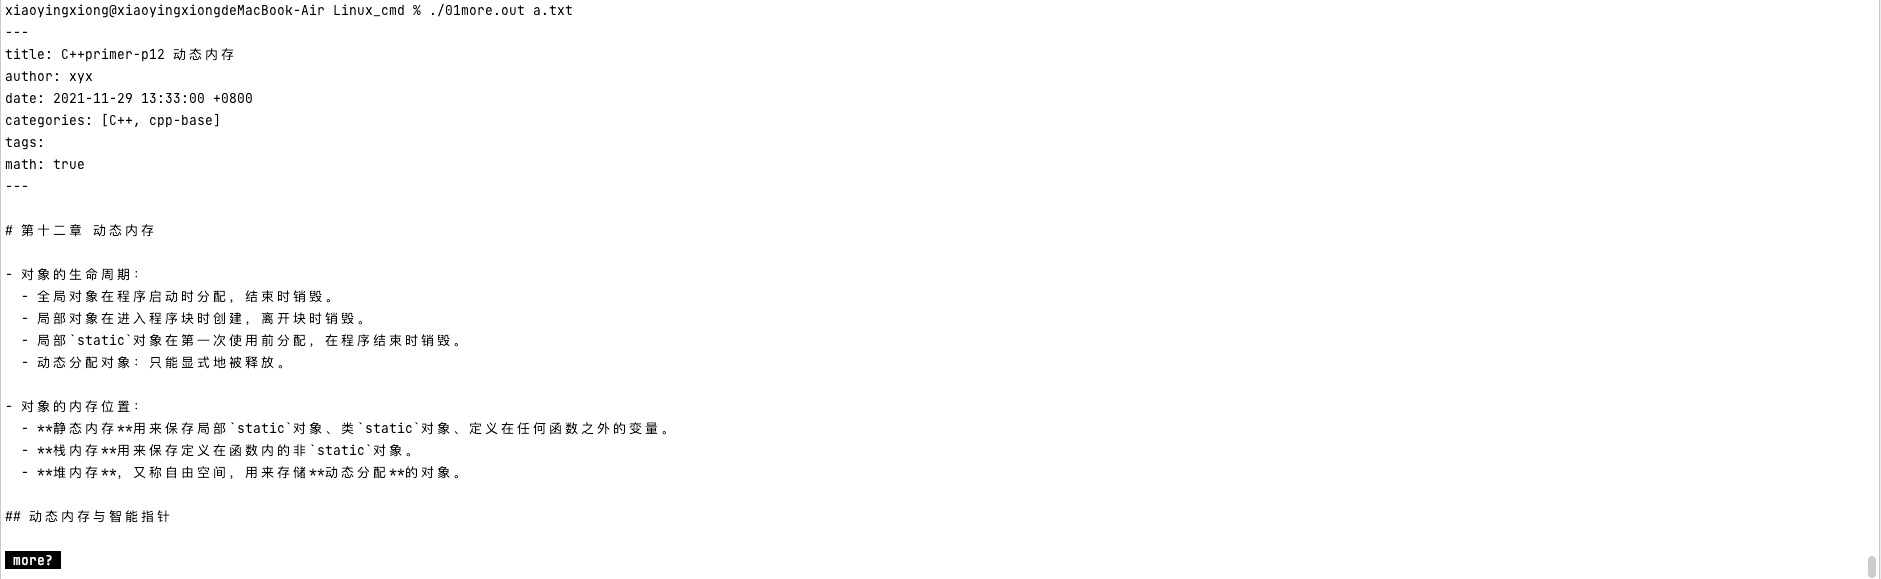 xiaoyingxiong@xiaoyingxiongdeMacBook-Air Linux_cmd % ./01more.out a.txt
---
title: C++primer-p12 动态内存
author: xyx
date: 2021-11-29 13:33:00 +0800
categories: [C++, cpp-base]
tags:
math: true
---
# 第十二章 动态内存
- 对象的生命周期：
  - 全局对象在程序启动时分配，结束时销毁。
  - 局部对象在进入程序块时创建，离开块时销毁。
  - 局部`static`对象在第一次使用前分配，在程序结束时销毁。
  - 动态分配对象：只能显式地被释放。
- 对象的内存位置：
  - **静态内存**用来保存局部`static`对象、类`static`对象、定义在任何函数之外的变量。
  - **栈内存**用来保存定义在函数内的非`static`对象。
  - **堆内存**，又称自由空间，用来存储**动态分配**的对象。
## 动态内存与智能指针
more?